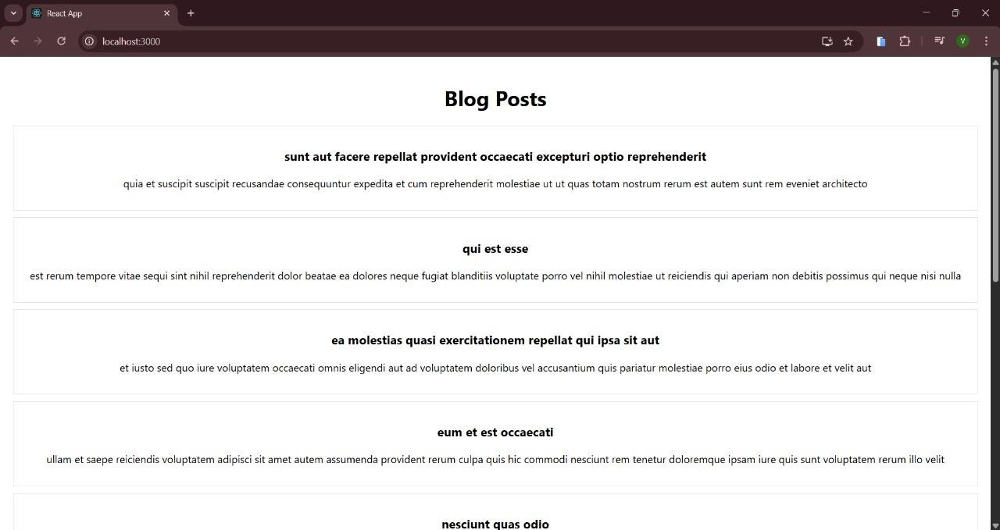 React App
localhost:3000
V
Blog Posts
sunt aut facere repellat provident occaecati excepturi optio reprehenderit
quia et suscipit suscipit recusandae consequuntur expedita et cum reprehenderit molestiae ut ut quas totam nostrum rerum est autem sunt rem eveniet architecto
qui est esse
est rerum tempore vitae sequi sint nihil reprehenderit dolor beatae ea dolores neque fugiat blanditiis voluptate porro vel nihil molestiae ut reiciendis qui aperiam non debitis possimus qui neque nisi nulla
ea molestias quasi exercitationem repellat qui ipsa sit aut
et iusto sed quo iure voluptatem occaecati omnis eligendi aut ad voluptatem doloribus vel accusantium quis pariatur molestiae porro eius odio et labore et velit aut
eum et est occaecati
ullam et saepe reiciendis voluptatem adipisci sit amet autem assumenda provident rerum culpa quis hic commodi nesciunt rem tenetur doloremque ipsam iure quis sunt voluptatem rerum illo velit
nesciunt quas odio